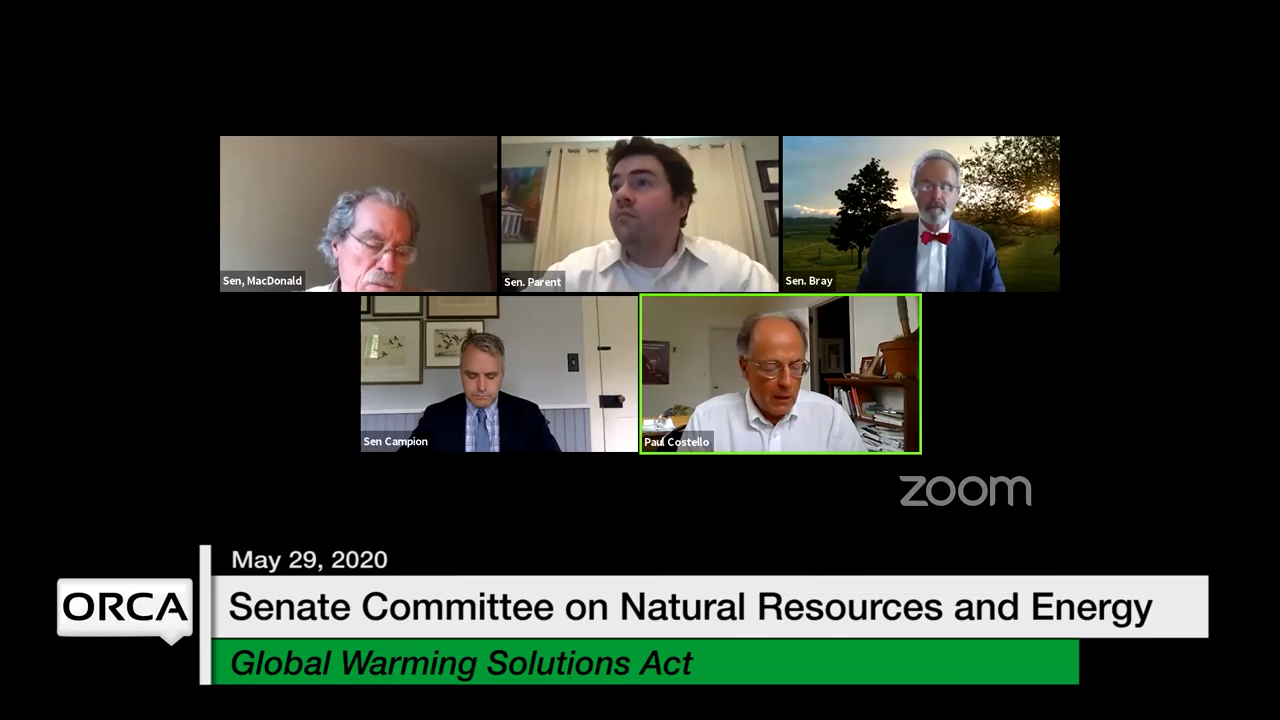 Sen, MacDonald
Sen. Parent
Sen. Bray
Sen Campion
Paul Costello
zoom
May 29, 2020
ORCA
Senate Committee on Natural Resources and Energy
Global Warming Solutions Act